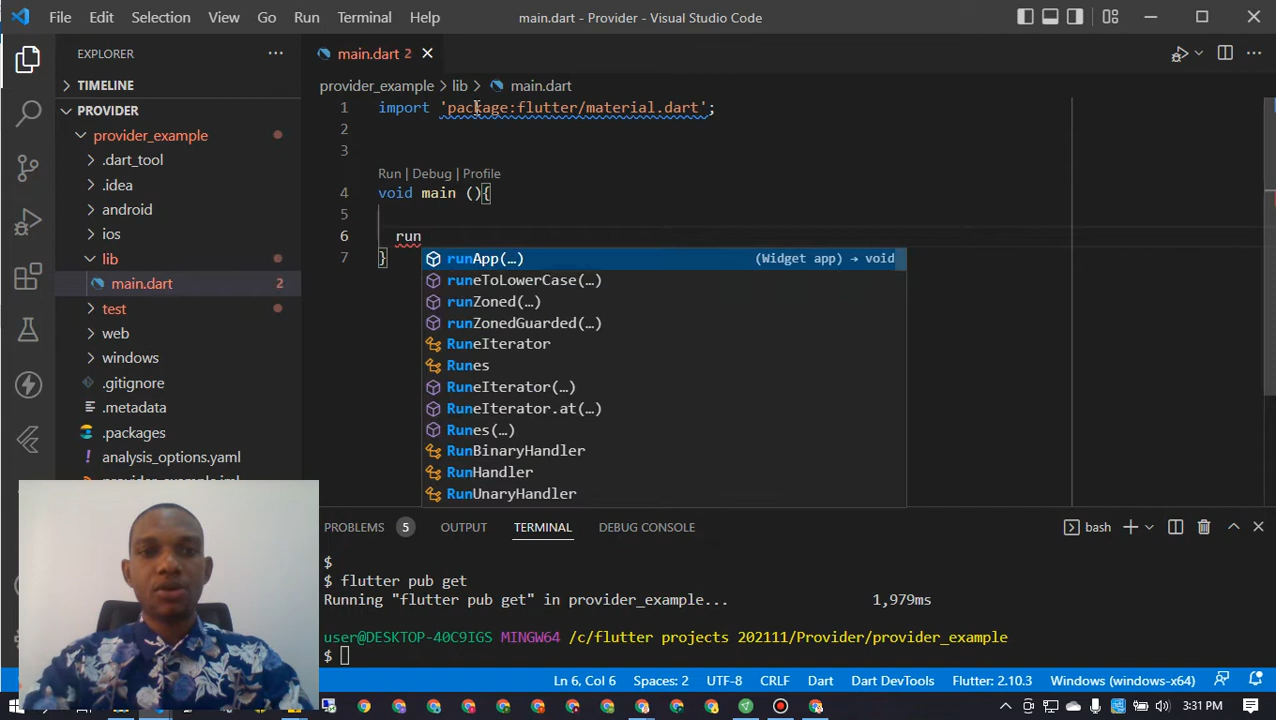 File Edit Selection View Go Run Terminal Help main.dart - Provider - Visual Studio Code
EXPLORER
TIMELINE
PROVIDER
provider_example
.dart_tool
.idea
android
ios
lib
main.dart 2
test
web
windows
.gitignore
.metadata
.packages
analysis_options.yaml
provider_example.iml
main.dart 2
provider_example > lib > main.dart
1 import 'package:flutter/material.dart';
2
3
Run | Debug | Profile
4 void main (){
5
6 run
7 }
runApp(…) (Widget app) → void
runeToLowerCase(…)
runZoned(…)
runZonedGuarded(…)
RuneIterator
Runes
RuneIterator(…)
RuneIterator.at(…)
Runes(…)
RunBinaryHandler
RunHandler
RunUnaryHandler
PROBLEMS 5 OUTPUT TERMINAL DEBUG CONSOLE bash
$
$ flutter pub get
Running "flutter pub get" in provider_example... 1,979ms
user@DESKTOP-40C9IGS MINGW64 /c/flutter projects 202111/Provider/provider_example
$
Ln 6, Col 6 Spaces: 2 UTF-8 CRLF Dart Dart DevTools Flutter: 2.10.3 Windows (windows-x64)
3:31 PM